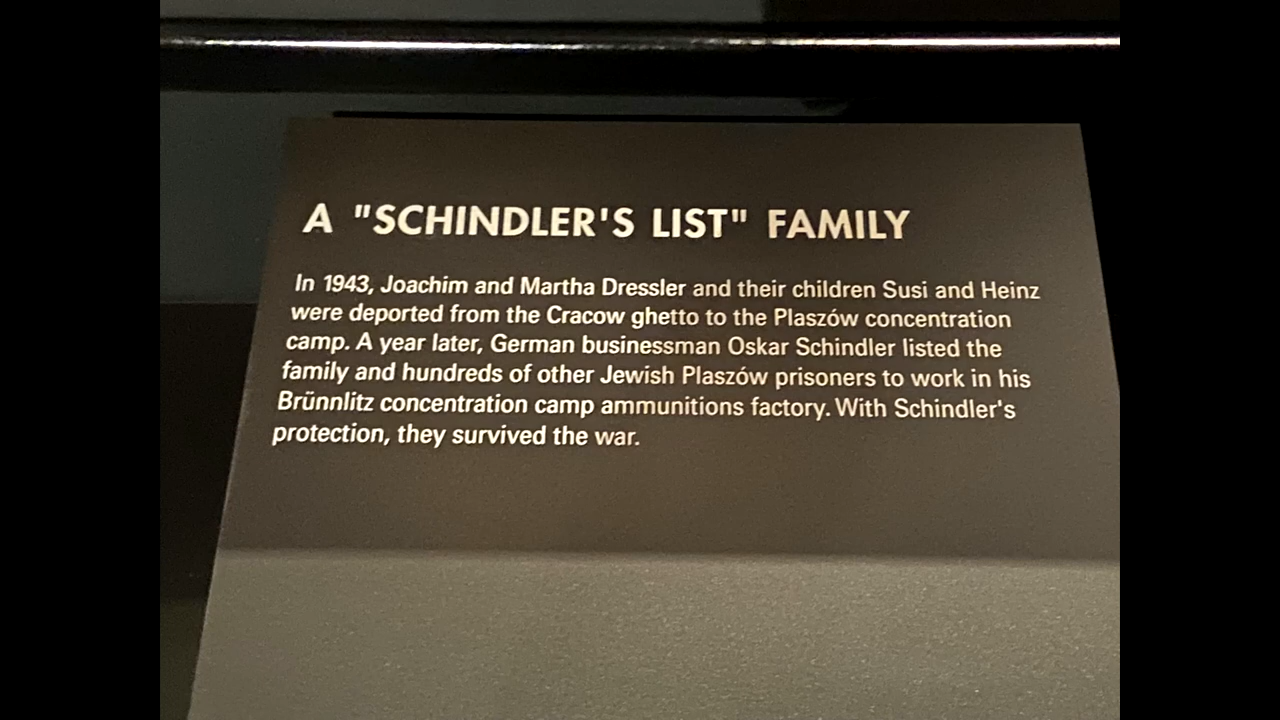 A "SCHINDLER'S LIST" FAMILY
In 1943, Joachim and Martha Dressler and their children Susi and Heinz
were deported from the Cracow ghetto to the Plaszów concentration
camp. A year later, German businessman Oskar Schindler listed the
family and hundreds of other Jewish Plaszów prisoners to work in his
Brünnlitz concentration camp ammunitions factory. With Schindler's
protection, they survived the war.